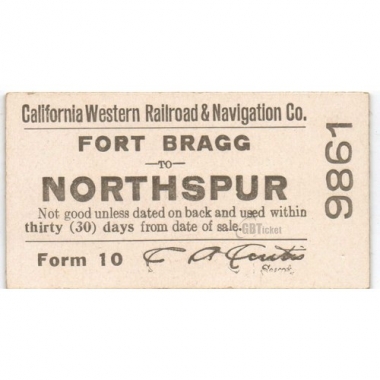 California Western Railroad & Navigation Co.
FORT BRAGG
TO
NORTHSPUR
Not good unless dated on back and used within
thirty (30) days from date of sale.
Form 10
9861
GBTicket